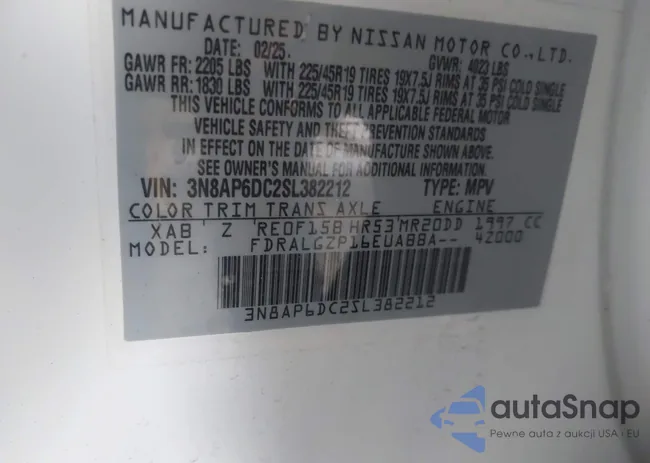 MANUFACTURED BY NISSAN MOTOR CO.,LTD.
DATE: 02/25. GVWR: 4023 LBS
GAWR FR: 2205 LBS WITH 225/45R19 TIRES 19X7.5J RIMS AT 35 PSI COLD SINGLE
GAWR RR: 1830 LBS WITH 225/45R19 TIRES 19X7.5J RIMS AT 35 PSI COLD SINGLE
THIS VEHICLE CONFORMS TO ALL APPLICABLE FEDERAL MOTOR
VEHICLE SAFETY AND THEFT PREVENTION STANDARDS
IN EFFECT ON THE DATE OF MANUFACTURE SHOWN ABOVE.
SEE OWNER'S MANUAL FOR ADDITIONAL INFORMATION.
VIN: 3N8AP6DC2SL382212 TYPE: MPV
COLOR TRIM TRANS AXLE ENGINE
XAB Z RE0F15B HR53 MR20DD 1997 CC
MODEL: FDRALGZP16EUA88A-- 4Z000
3N8AP6DC2SL382212
autaSnap
Pewne auta z aukcji USA i EU